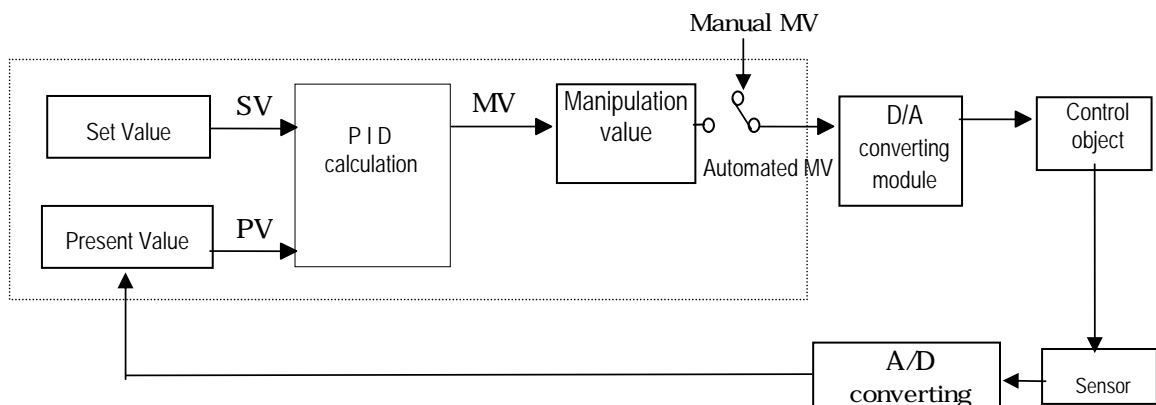 Manual MV
Set Value
SV
P I D
calculation
MV
Manipulation
value
Automated MV
D/A
converting
module
Control
object
Present Value
PV
A/D
converting
Sensor